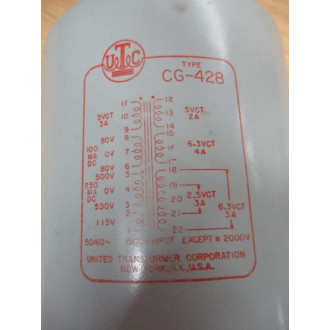 UTC
TYPE
CG-428
11 12
5VCT 3A 10 13 5VCT 2A
9 14
80V 8 15
100 MA DC 0V 7 16 6.3VCT 4A
80V 6 17
500V 5 18
250 MA DC 0V 4 19
20 2.5VCT 3A
500V 3 21 6.3VCT 3A
2
115V 1 22
50/60~ HIPOT EXCEPT 2000V
UNITED TRANSFORMER CORPORATION
NEW YORK, N.Y., U.S.A.